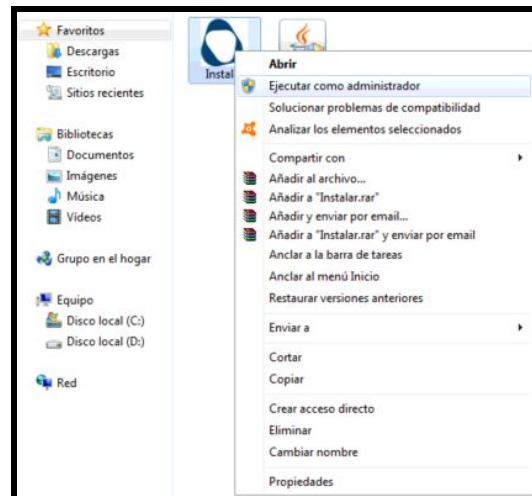 Favoritos
Descargas
Escritorio
Sitios recientes
Bibliotecas
Documentos
Imágenes
Música
Vídeos
Grupo en el hogar
Equipo
Disco local (C:)
Disco local (D:)
Red
Instal
Abrir
Ejecutar como administrador
Solucionar problemas de compatibilidad
Analizar los elementos seleccionados
Compartir con
Añadir al archivo...
Añadir a "Instalar.rar"
Añadir y enviar por email...
Añadir a "Instalar.rar" y enviar por email
Anclar a la barra de tareas
Anclar al menú Inicio
Restaurar versiones anteriores
Enviar a
Cortar
Copiar
Crear acceso directo
Eliminar
Cambiar nombre
Propiedades